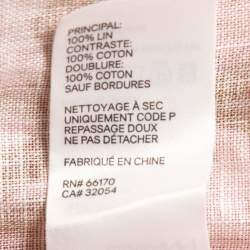 PRINCIPAL:
100% LIN
CONTRASTE:
100% COTON
DOUBLURE:
100% COTON
SAUF BORDURES
NETTOYAGE À SEC
UNIQUEMENT CODE P
REPASSAGE DOUX
NE PAS DÉTACHER
FABRIQUÉ EN CHINE
RN# 66170
CA# 32054